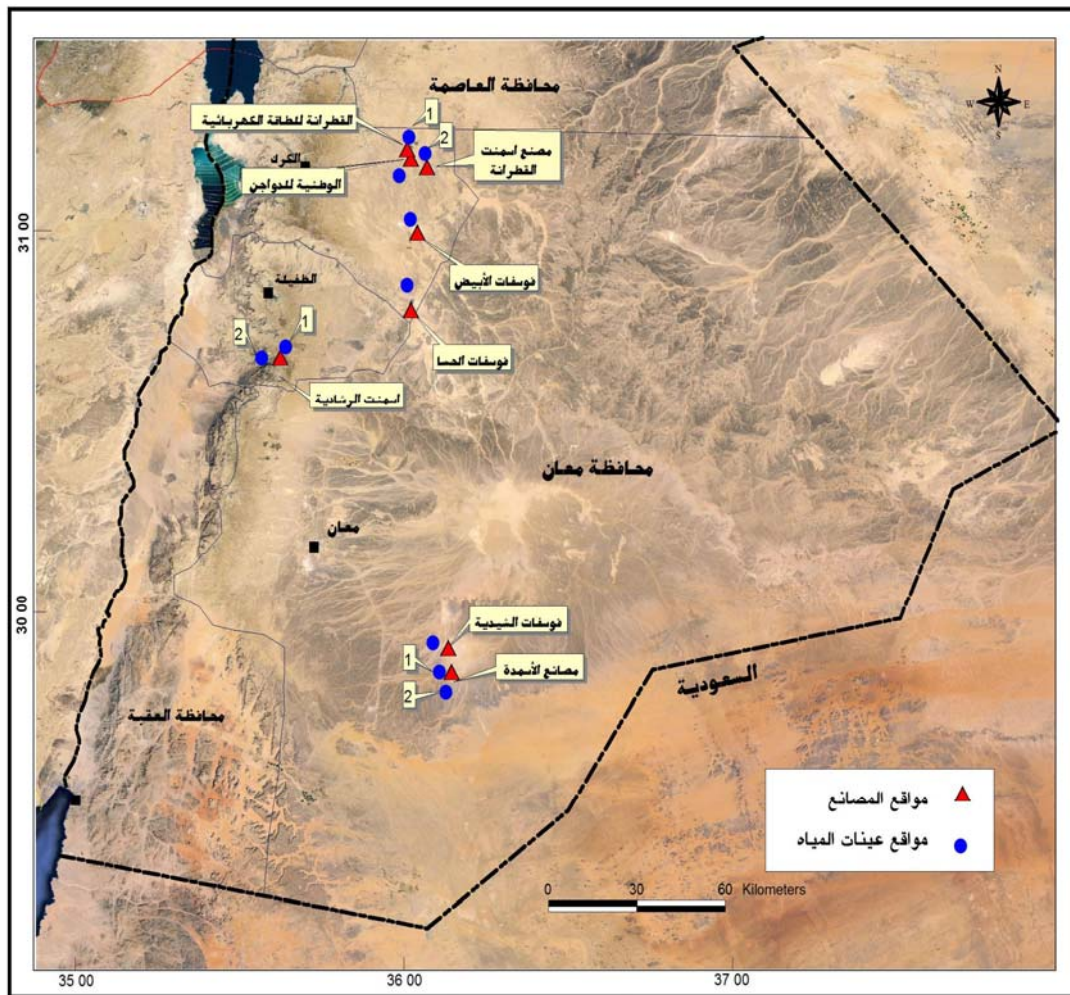 محافظة العاصمة
N
W E
S
1
القطرانة للطاقة الكهربائية
2
مصنع اسمنت
القطرانة
الكرك
الوطنية للدواجن
31 00
فوسفات الأبيض
الطفيلة
2
1
فوسفات الحسا
اسمنت الرشادية
محافظة معان
معان
30 00
فوسفات الشيدية
1
مصانع الأسمدة
2
السعودية
محافظة العقبة
مواقع المصانع
مواقع عينات المياه
0 30 60 Kilometers
35 00
36 00
37 00